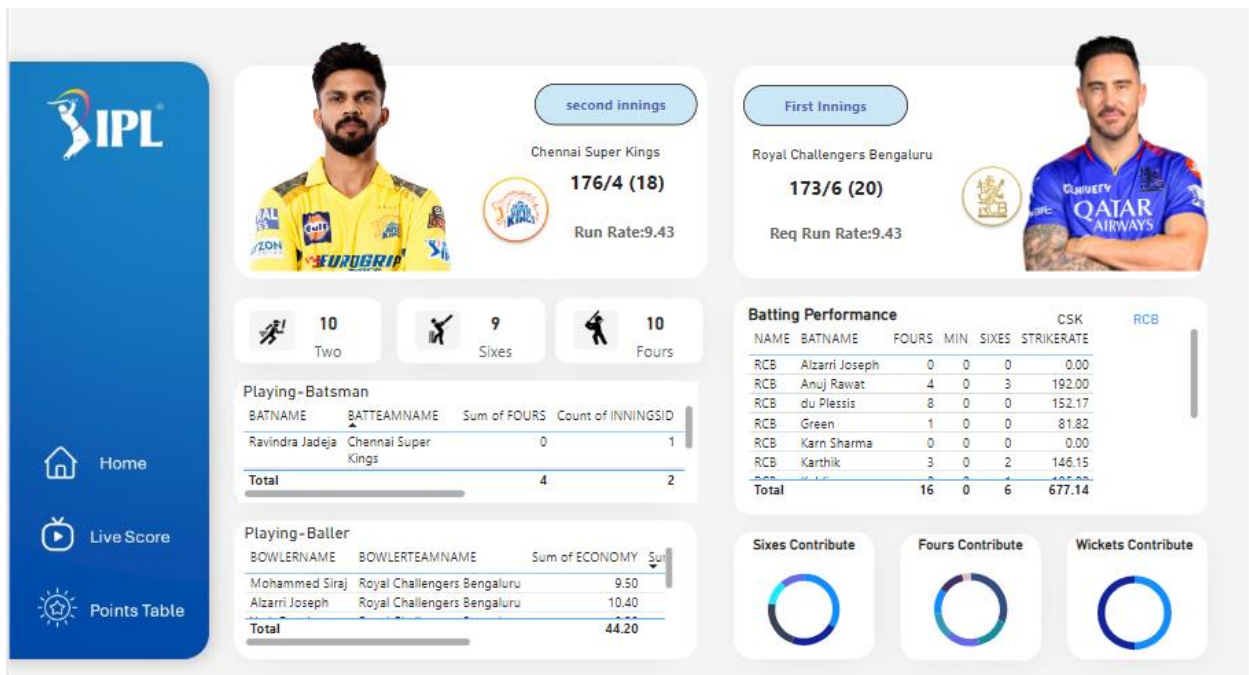 IPL
Home
Live Score
Points Table
second innings
Chennai Super Kings
176/4 (18)
Run Rate:9.43
CHENNAI
SUPER
KINGS
Gulf
EUROGRIP
First Innings
Royal Challengers Bengaluru
173/6 (20)
Req Run Rate:9.43
RCB
QATAR
AIRWAYS
10
Two
9
Sixes
10
Fours
Playing-Batsman
BATNAME BATTEAMNAME Sum of FOURS Count of INNINGSID
Ravindra Jadeja Chennai Super 0 1
Kings
Total 4 2
Playing-Baller
BOWLERNAME BOWLERTEAMNAME Sum of ECONOMY
Mohammed Siraj Royal Challengers Bengaluru 9.50
Alzarri Joseph Royal Challengers Bengaluru 10.40
Total 44.20
Batting Performance
CSK RCB
NAME BATNAME FOURS MIN SIXES STRIKERATE
RCB Alzarri Joseph 0 0 0 0.00
RCB Anuj Rawat 4 0 3 192.00
RCB du Plessis 8 0 0 152.17
RCB Green 1 0 0 81.82
RCB Karn Sharma 0 0 0 0.00
RCB Karthik 3 0 2 146.15
Total 16 0 6 677.14
Sixes Contribute
Fours Contribute
Wickets Contribute